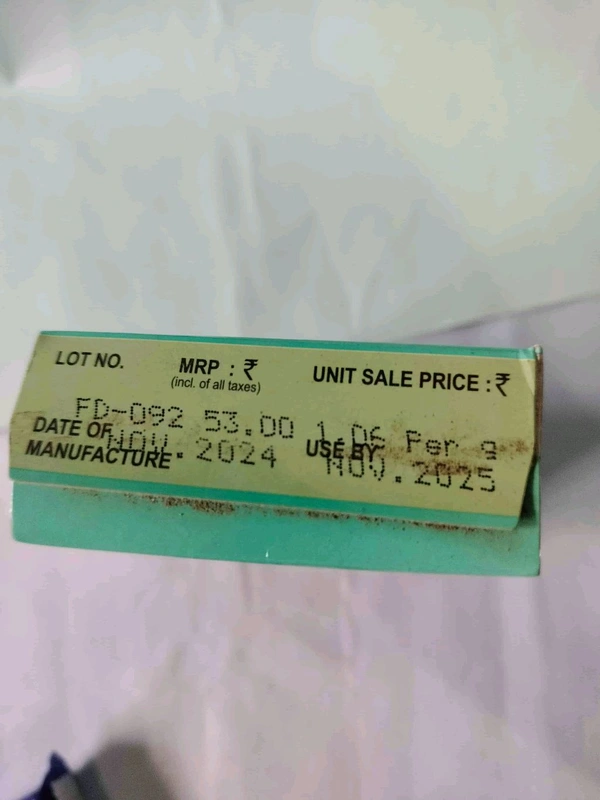 LOT NO. MRP : ₹ UNIT SALE PRICE : ₹
(incl. of all taxes)
FD-092 53.00 1.06 Per g
DATE OF NOV. 2024 USE BY NOV. 2025
MANUFACTURE